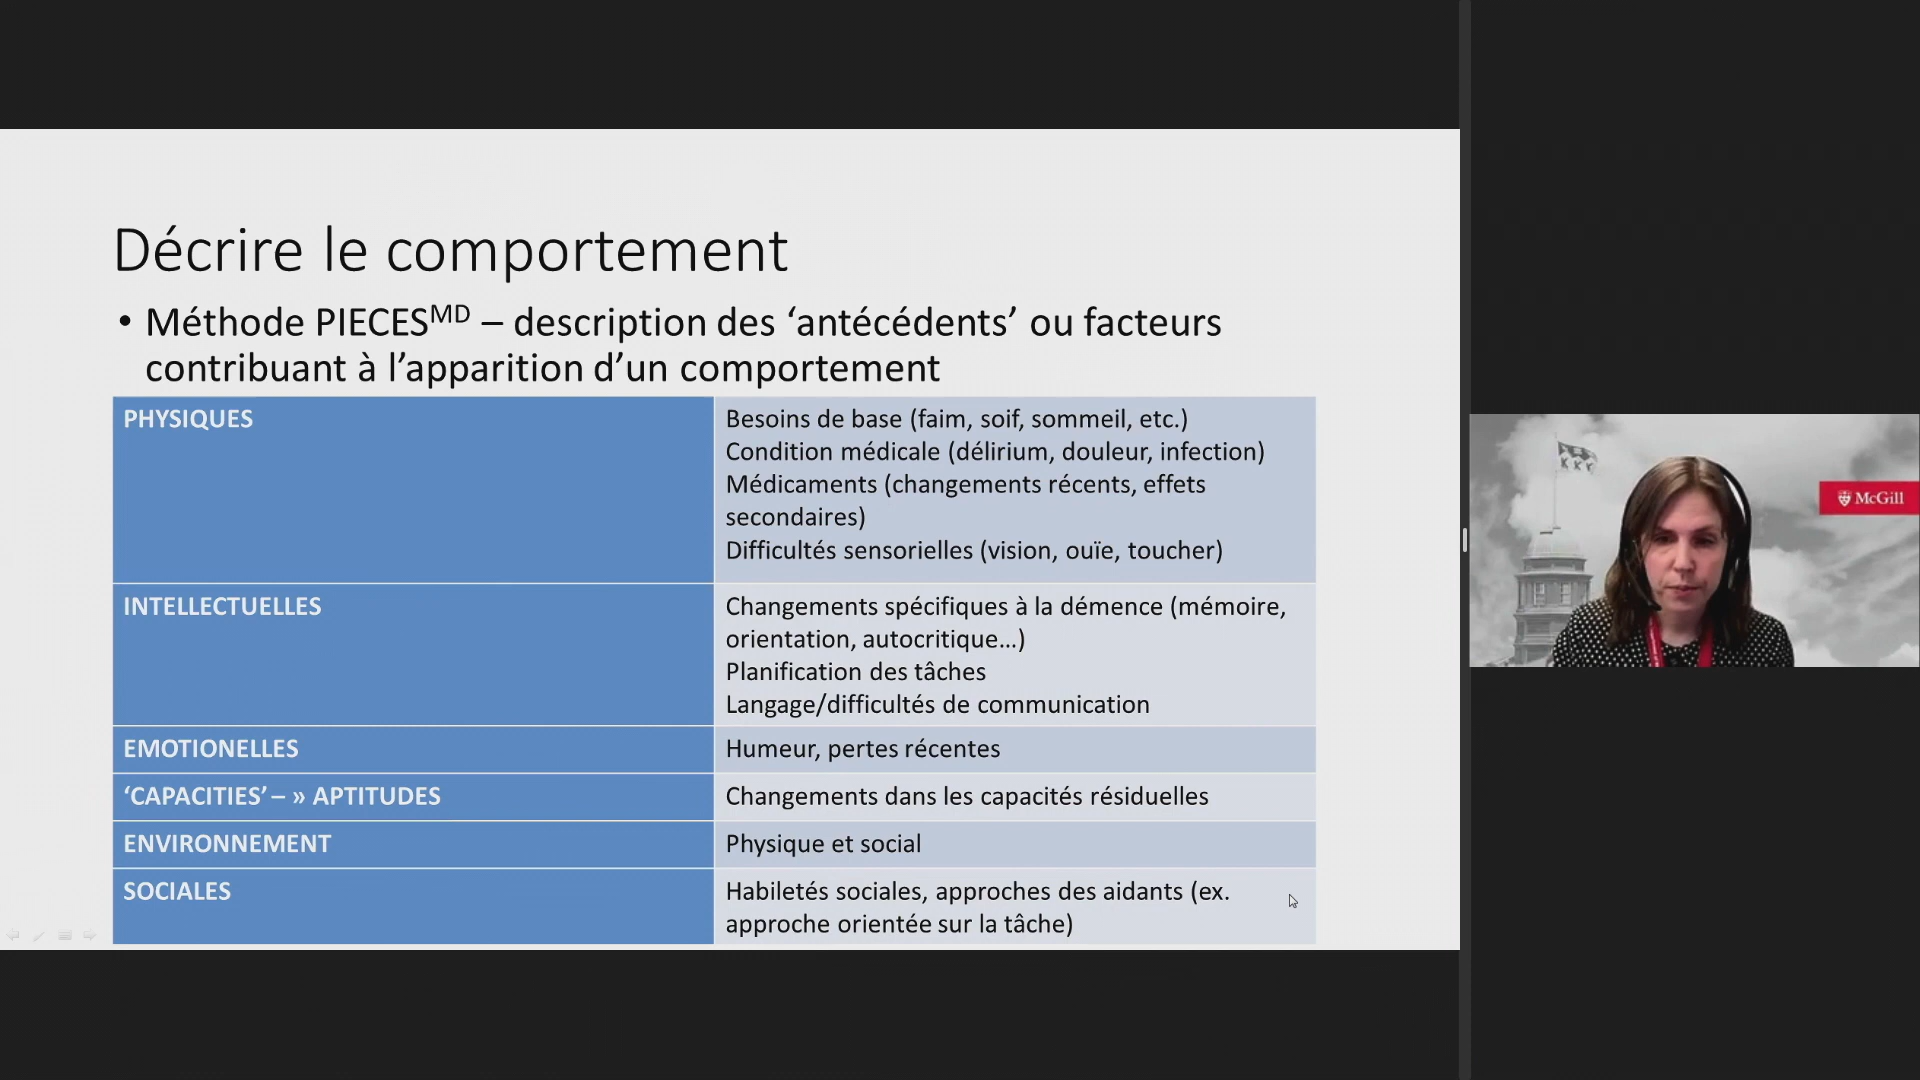 Décrire le comportement
• Méthode PIECESMD – description des ‘antécédents’ ou facteurs
contribuant à l’apparition d’un comportement
PHYSIQUES
Besoins de base (faim, soif, sommeil, etc.)
Condition médicale (délirium, douleur, infection)
Médicaments (changements récents, effets
secondaires)
Difficultés sensorielles (vision, ouïe, toucher)
INTELLECTUELLES
Changements spécifiques à la démence (mémoire,
orientation, autocritique…)
Planification des tâches
Langage/difficultés de communication
EMOTIONELLES
Humeur, pertes récentes
‘CAPACITIES’ – » APTITUDES
Changements dans les capacités résiduelles
ENVIRONNEMENT
Physique et social
SOCIALES
Habiletés sociales, approches des aidants (ex.
approche orientée sur la tâche)
McGill